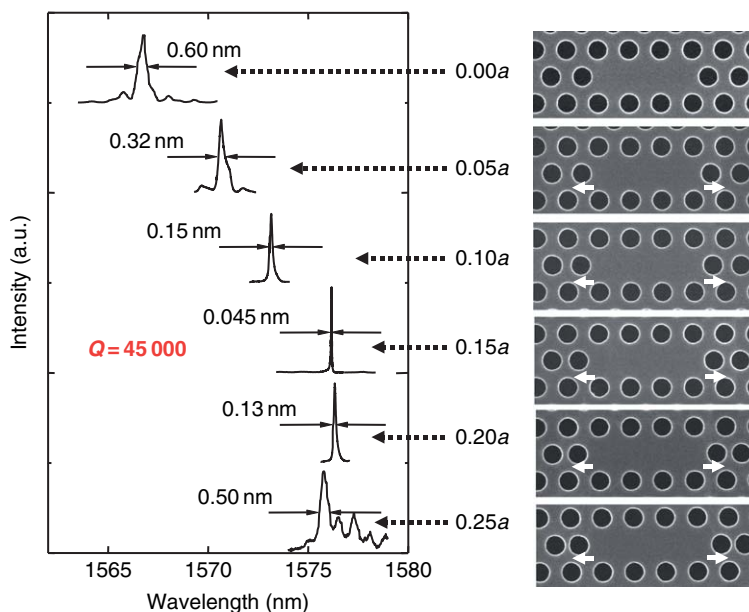 0.60 nm
0.00a
0.32 nm
0.05a
0.15 nm
0.10a
0.045 nm
Q = 45 000
0.15a
0.13 nm
0.20a
0.50 nm
0.25a
Intensity (a.u.)
1565 1570 1575 1580
Wavelength (nm)